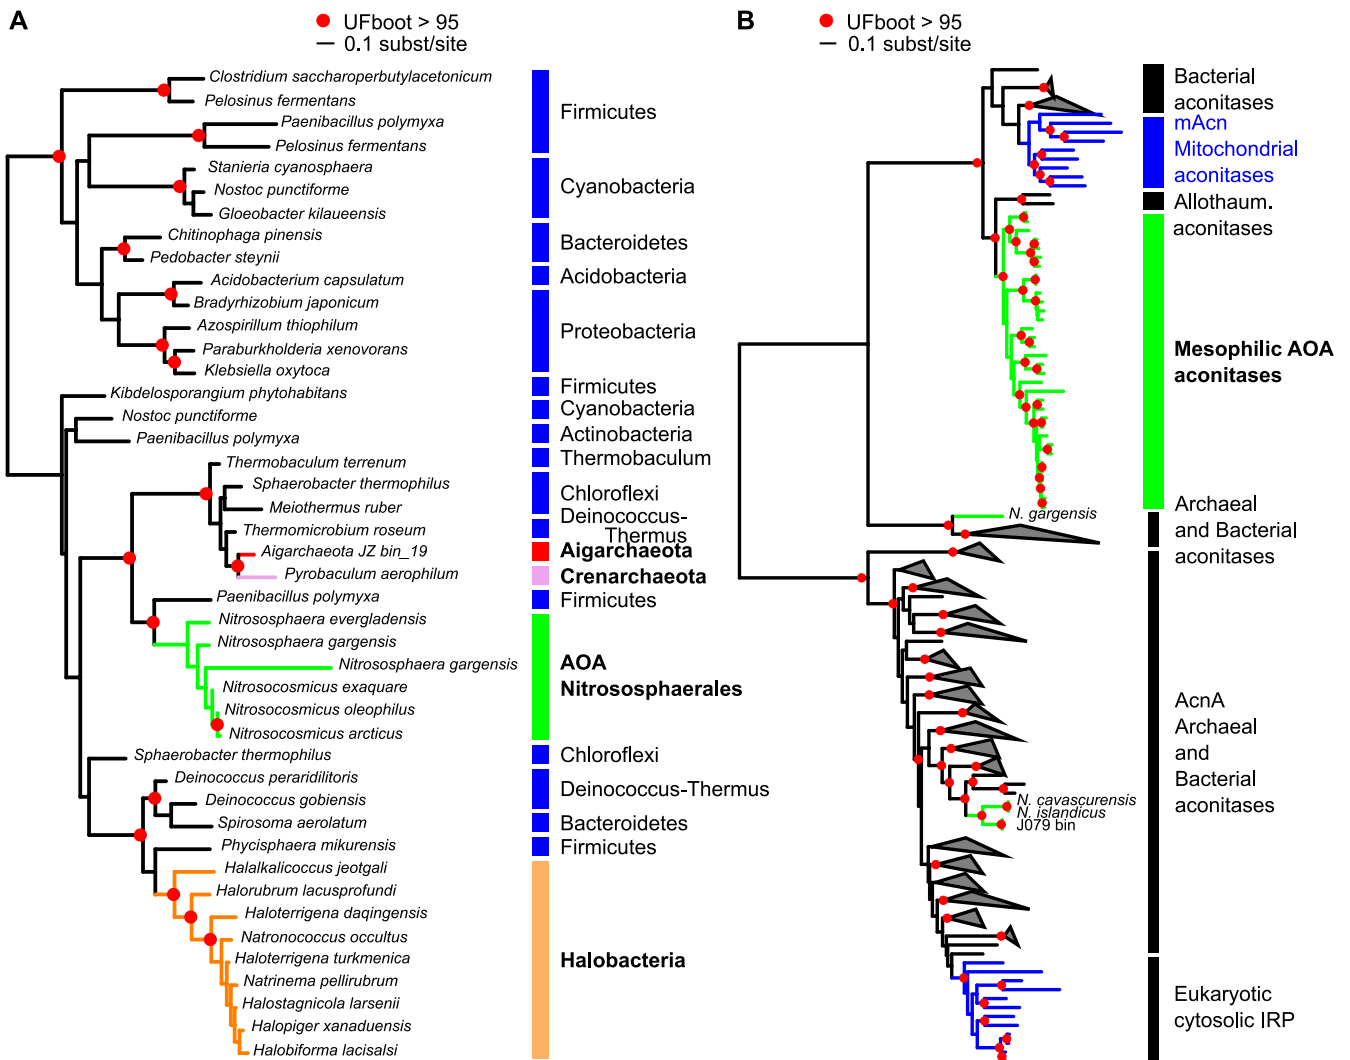 A
UFboot > 95
0.1 subst/site
Clostridium saccharoperbutylacetonicum
Pelosinus fermentans
Paenibacillus polymyxa
Pelosinus fermentans
Stanieria cyanosphaera
Nostoc punctiforme
Gloeobacter kilaueensis
Chitinophaga pinensis
Pedobacter steynii
Acidobacterium capsulatum
Bradyrhizobium japonicum
Azospirillum thiophilum
Paraburkholderia xenovorans
Klebsiella oxytoca
Kibdelosporangium phytohabitans
Nostoc punctiforme
Paenibacillus polymyxa
Thermobaculum terrenum
Sphaerobacter thermophilus
Meiothermus ruber
Thermomicrobium roseum
Aigarchaeota JZ bin_19
Pyrobaculum aerophilum
Paenibacillus polymyxa
Nitrososphaera evergladensis
Nitrososphaera gargensis
Nitrososphaera gargensis
Nitrosocosmicus exaquare
Nitrosocosmicus oleophilus
Nitrosocosmicus arcticus
Sphaerobacter thermophilus
Deinococcus peraridilitoris
Deinococcus gobiensis
Spirosoma aerolatum
Phycisphaera mikurensis
Halalkalicoccus jeotgali
Halorubrum lacusprofundi
Haloterrigena daqingensis
Natronococcus occultus
Haloterrigena turkmenica
Natrinema pellirubrum
Halostagnicola larsenii
Halopiger xanaduensis
Halobiforma lacisalsi
Firmicutes
Cyanobacteria
Bacteroidetes
Acidobacteria
Proteobacteria
Firmicutes
Cyanobacteria
Actinobacteria
Thermobaculum
Chloroflexi
Deinococcus-
Thermus
Aigarchaeota
Crenarchaeota
Firmicutes
AOA
Nitrososphaerales
Chloroflexi
Deinococcus-Thermus
Bacteroidetes
Firmicutes
Halobacteria
B
UFboot > 95
0.1 subst/site
Bacterial
aconitases
mAcn
Mitochondrial
aconitases
Allothaum.
aconitases
Mesophilic AOA
aconitases
N. gargensis
Archaeal
and Bacterial
aconitases
N. cavascurensis
N. islandicus
J079 bin
AcnA
Archaeal
and
Bacterial
aconitases
Eukaryotic
cytosolic IRP